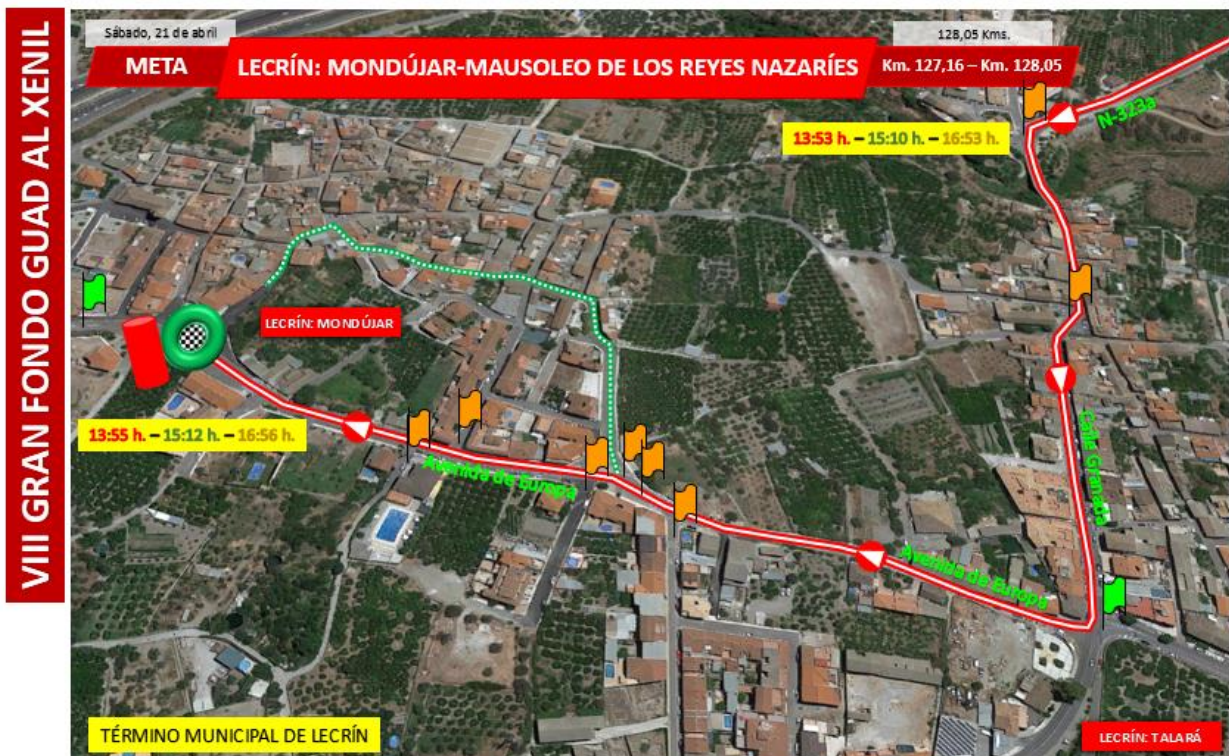 VIII GRAN FONDO GUAD AL XENIL
Sábado, 21 de abril
128,05 Kms.
META
LECRÍN: MONDÚJAR-MAUSOLEO DE LOS REYES NAZARÍES
Km. 127,16 – Km. 128,05
N-323a
13:53 h. – 15:10 h. – 16:53 h.
LECRÍN: MONDÚJAR
13:55 h. – 15:12 h. – 16:56 h.
Avenida de Europa
Calle Granada
Avenida de Europa
TÉRMINO MUNICIPAL DE LECRÍN
LECRÍN: TALARÁ